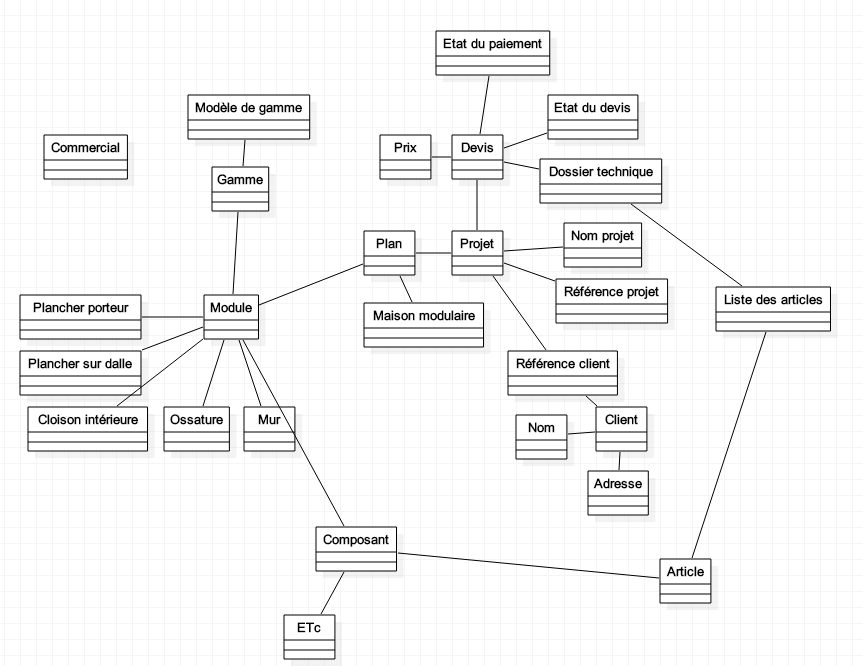 Etat du paiement
Modèle de gamme
Etat du devis
Commercial
Prix
Devis
Dossier technique
Gamme
Plan
Projet
Nom projet
Référence projet
Liste des articles
Plancher porteur
Module
Maison modulaire
Plancher sur dalle
Référence client
Cloison intérieure
Ossature
Mur
Nom
Client
Adresse
Composant
Article
ETc